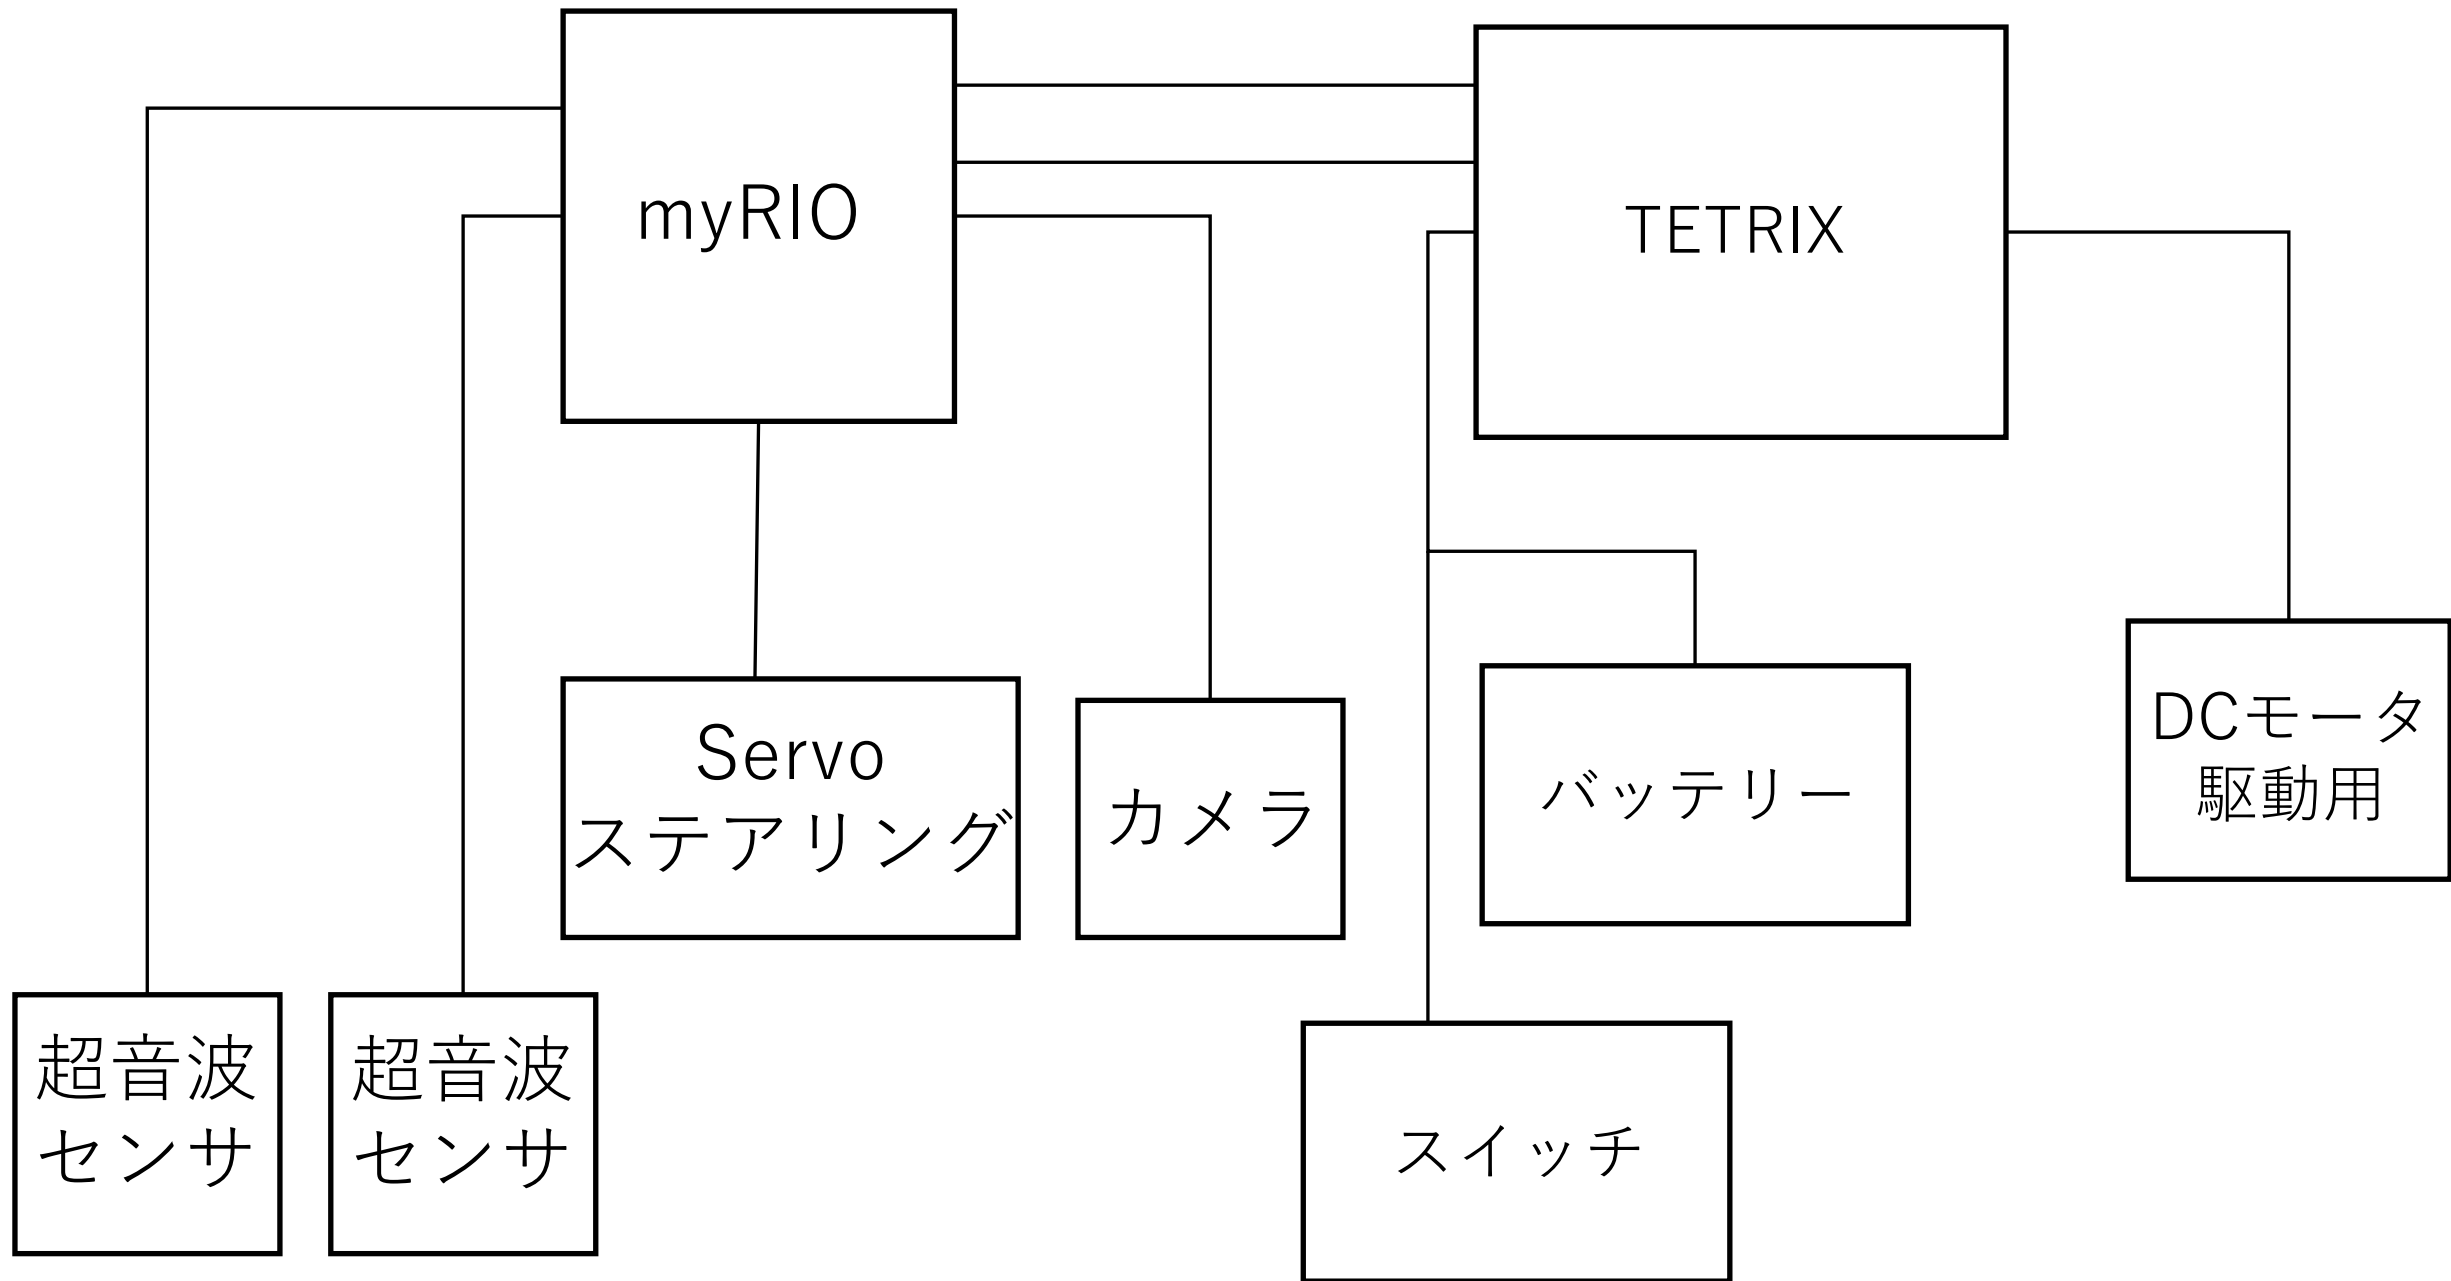 myRIO
TETRIX
Servo
ステアリング
カメラ
バッテリー
DCモータ
駆動用
超音波
センサ
超音波
センサ
スイッチ